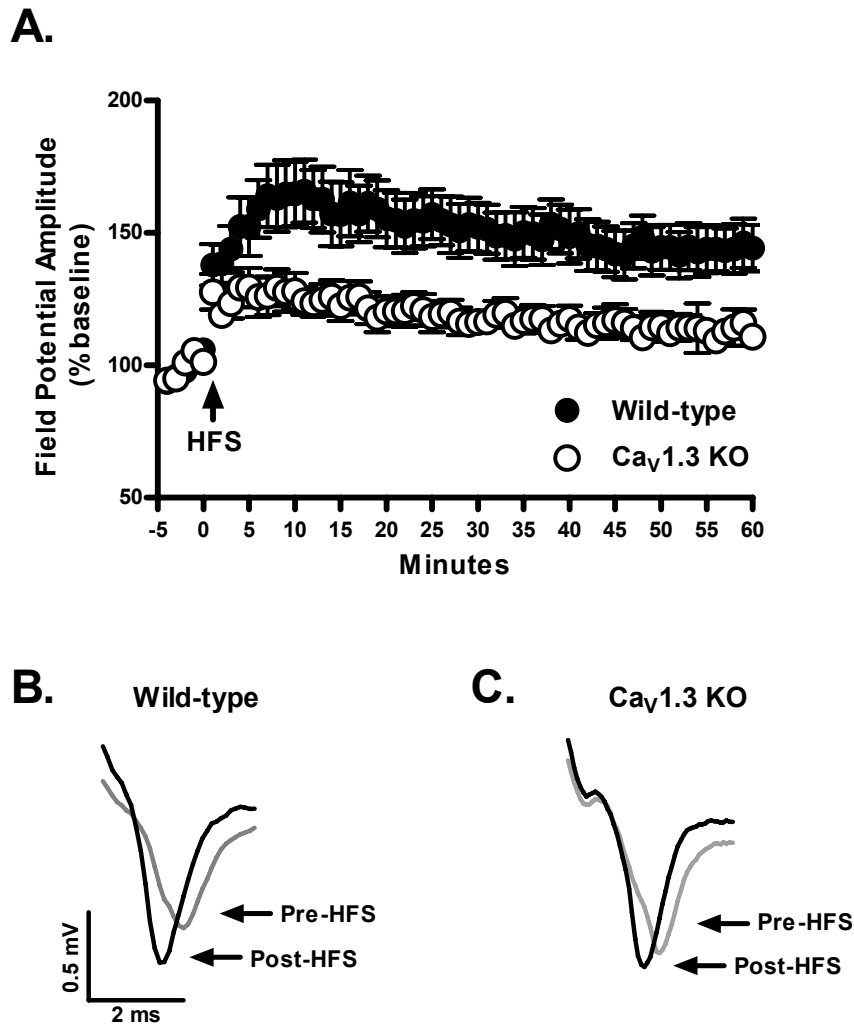 A.
Field Potential Amplitude
(%baseline)
200
150
100
50
HFS
Wild-type
CaV1.3 KO
-5 0 5 10 15 20 25 30 35 40 45 50 55 60
Minutes
B.
Wild-type
Pre-HFS
Post-HFS
0.5 mV
2 ms
C.
CaV1.3 KO
Pre-HFS
Post-HFS